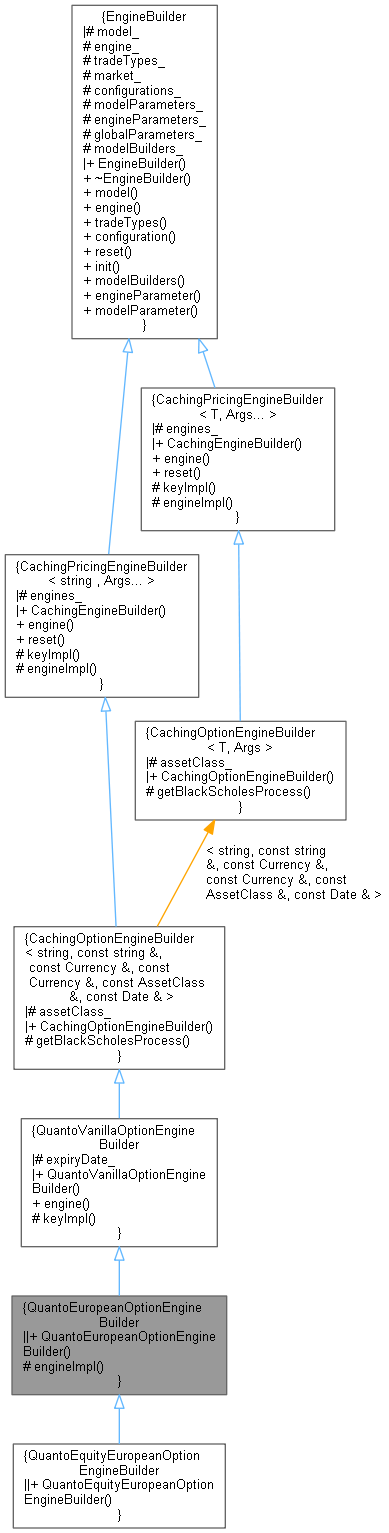 {EngineBuilder
|# model_
# engine_
# tradeTypes_
# market_
# configurations_
# modelParameters_
# engineParameters_
# globalParameters_
# modelBuilders_
|+ EngineBuilder()
+ ~EngineBuilder()
+ model()
+ engine()
+ tradeTypes()
+ configuration()
+ reset()
+ init()
+ modelBuilders()
+ engineParameter()
+ modelParameter()
}
{CachingPricingEngineBuilder
< T, Args... >
|# engines_
|+ CachingEngineBuilder()
+ engine()
+ reset()
# keyImpl()
# engineImpl()
}
{CachingPricingEngineBuilder
< string , Args... >
|# engines_
|+ CachingEngineBuilder()
+ engine()
+ reset()
# keyImpl()
# engineImpl()
}
{CachingOptionEngineBuilder
< T, Args >
|# assetClass_
|+ CachingOptionEngineBuilder()
# getBlackScholesProcess()
}
< string, const string
&, const Currency &,
const Currency &, const
AssetClass &, const Date & >
{CachingOptionEngineBuilder
< string, const string &,
const Currency &, const
Currency &, const AssetClass
&, const Date & >
|# assetClass_
|+ CachingOptionEngineBuilder()
# getBlackScholesProcess()
}
{QuantoVanillaOptionEngine
Builder
|# expiryDate_
|+ QuantoVanillaOptionEngine
Builder()
+ engine()
# keyImpl()
}
{QuantoEuropeanOptionEngine
Builder
||+ QuantoEuropeanOptionEngine
Builder()
# engineImpl()
}
{QuantoEquityEuropeanOption
EngineBuilder
||+ QuantoEquityEuropeanOption
EngineBuilder()
}